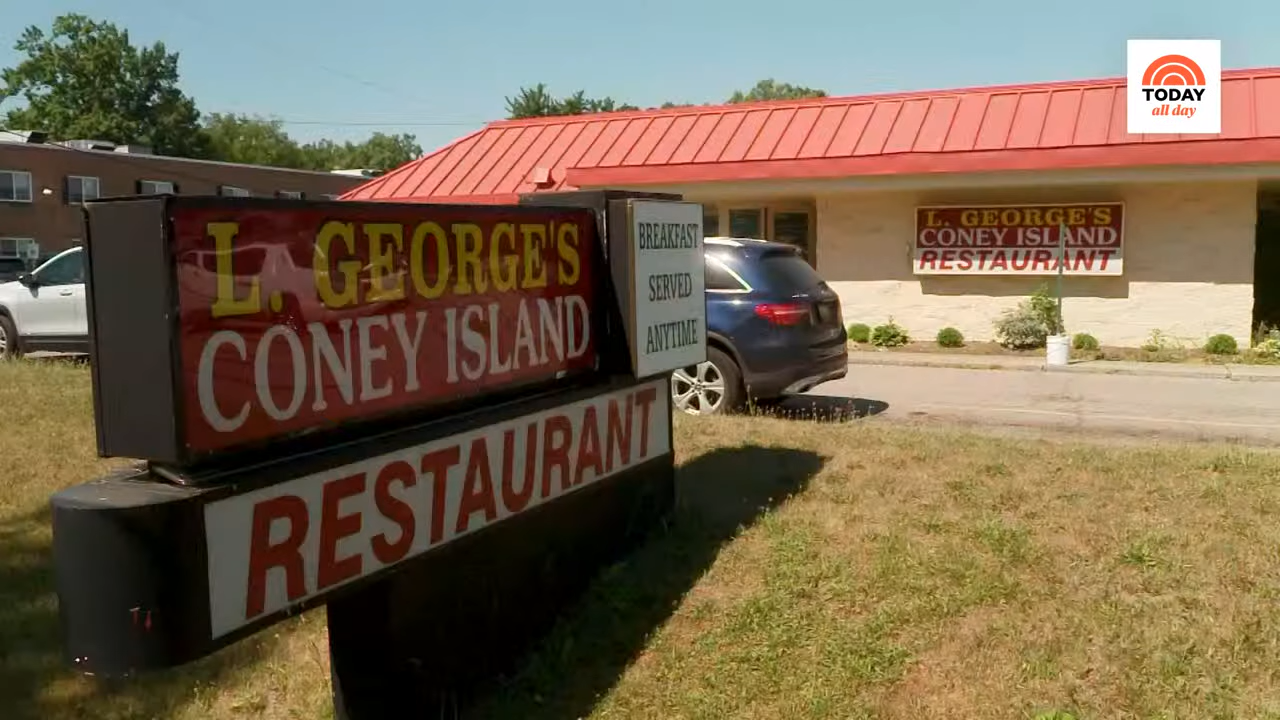 TODAY
all day
L. GEORGE'S
CONEY ISLAND
RESTAURANT
BREAKFAST
SERVED
ANYTIME
L. GEORGE'S
CONEY ISLAND
RESTAURANT